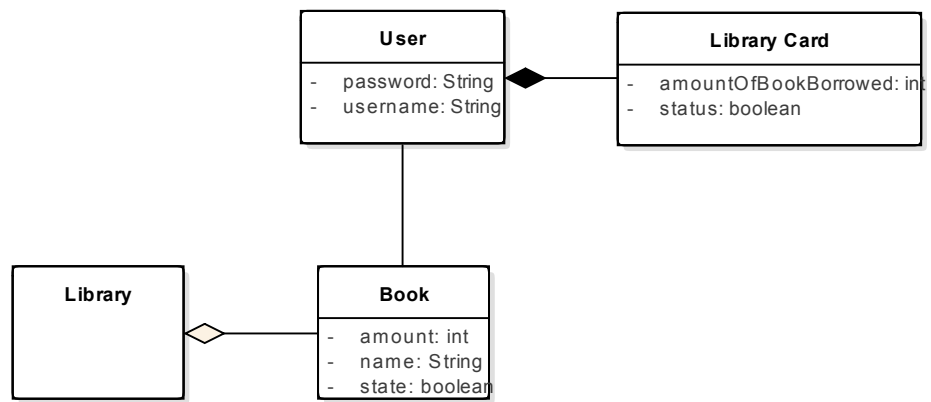 User
- password: String
- username: String
Library Card
- amountOfBookBorrowed: int
- status: boolean
Library
Book
- amount: int
- name: String
- state: boolean